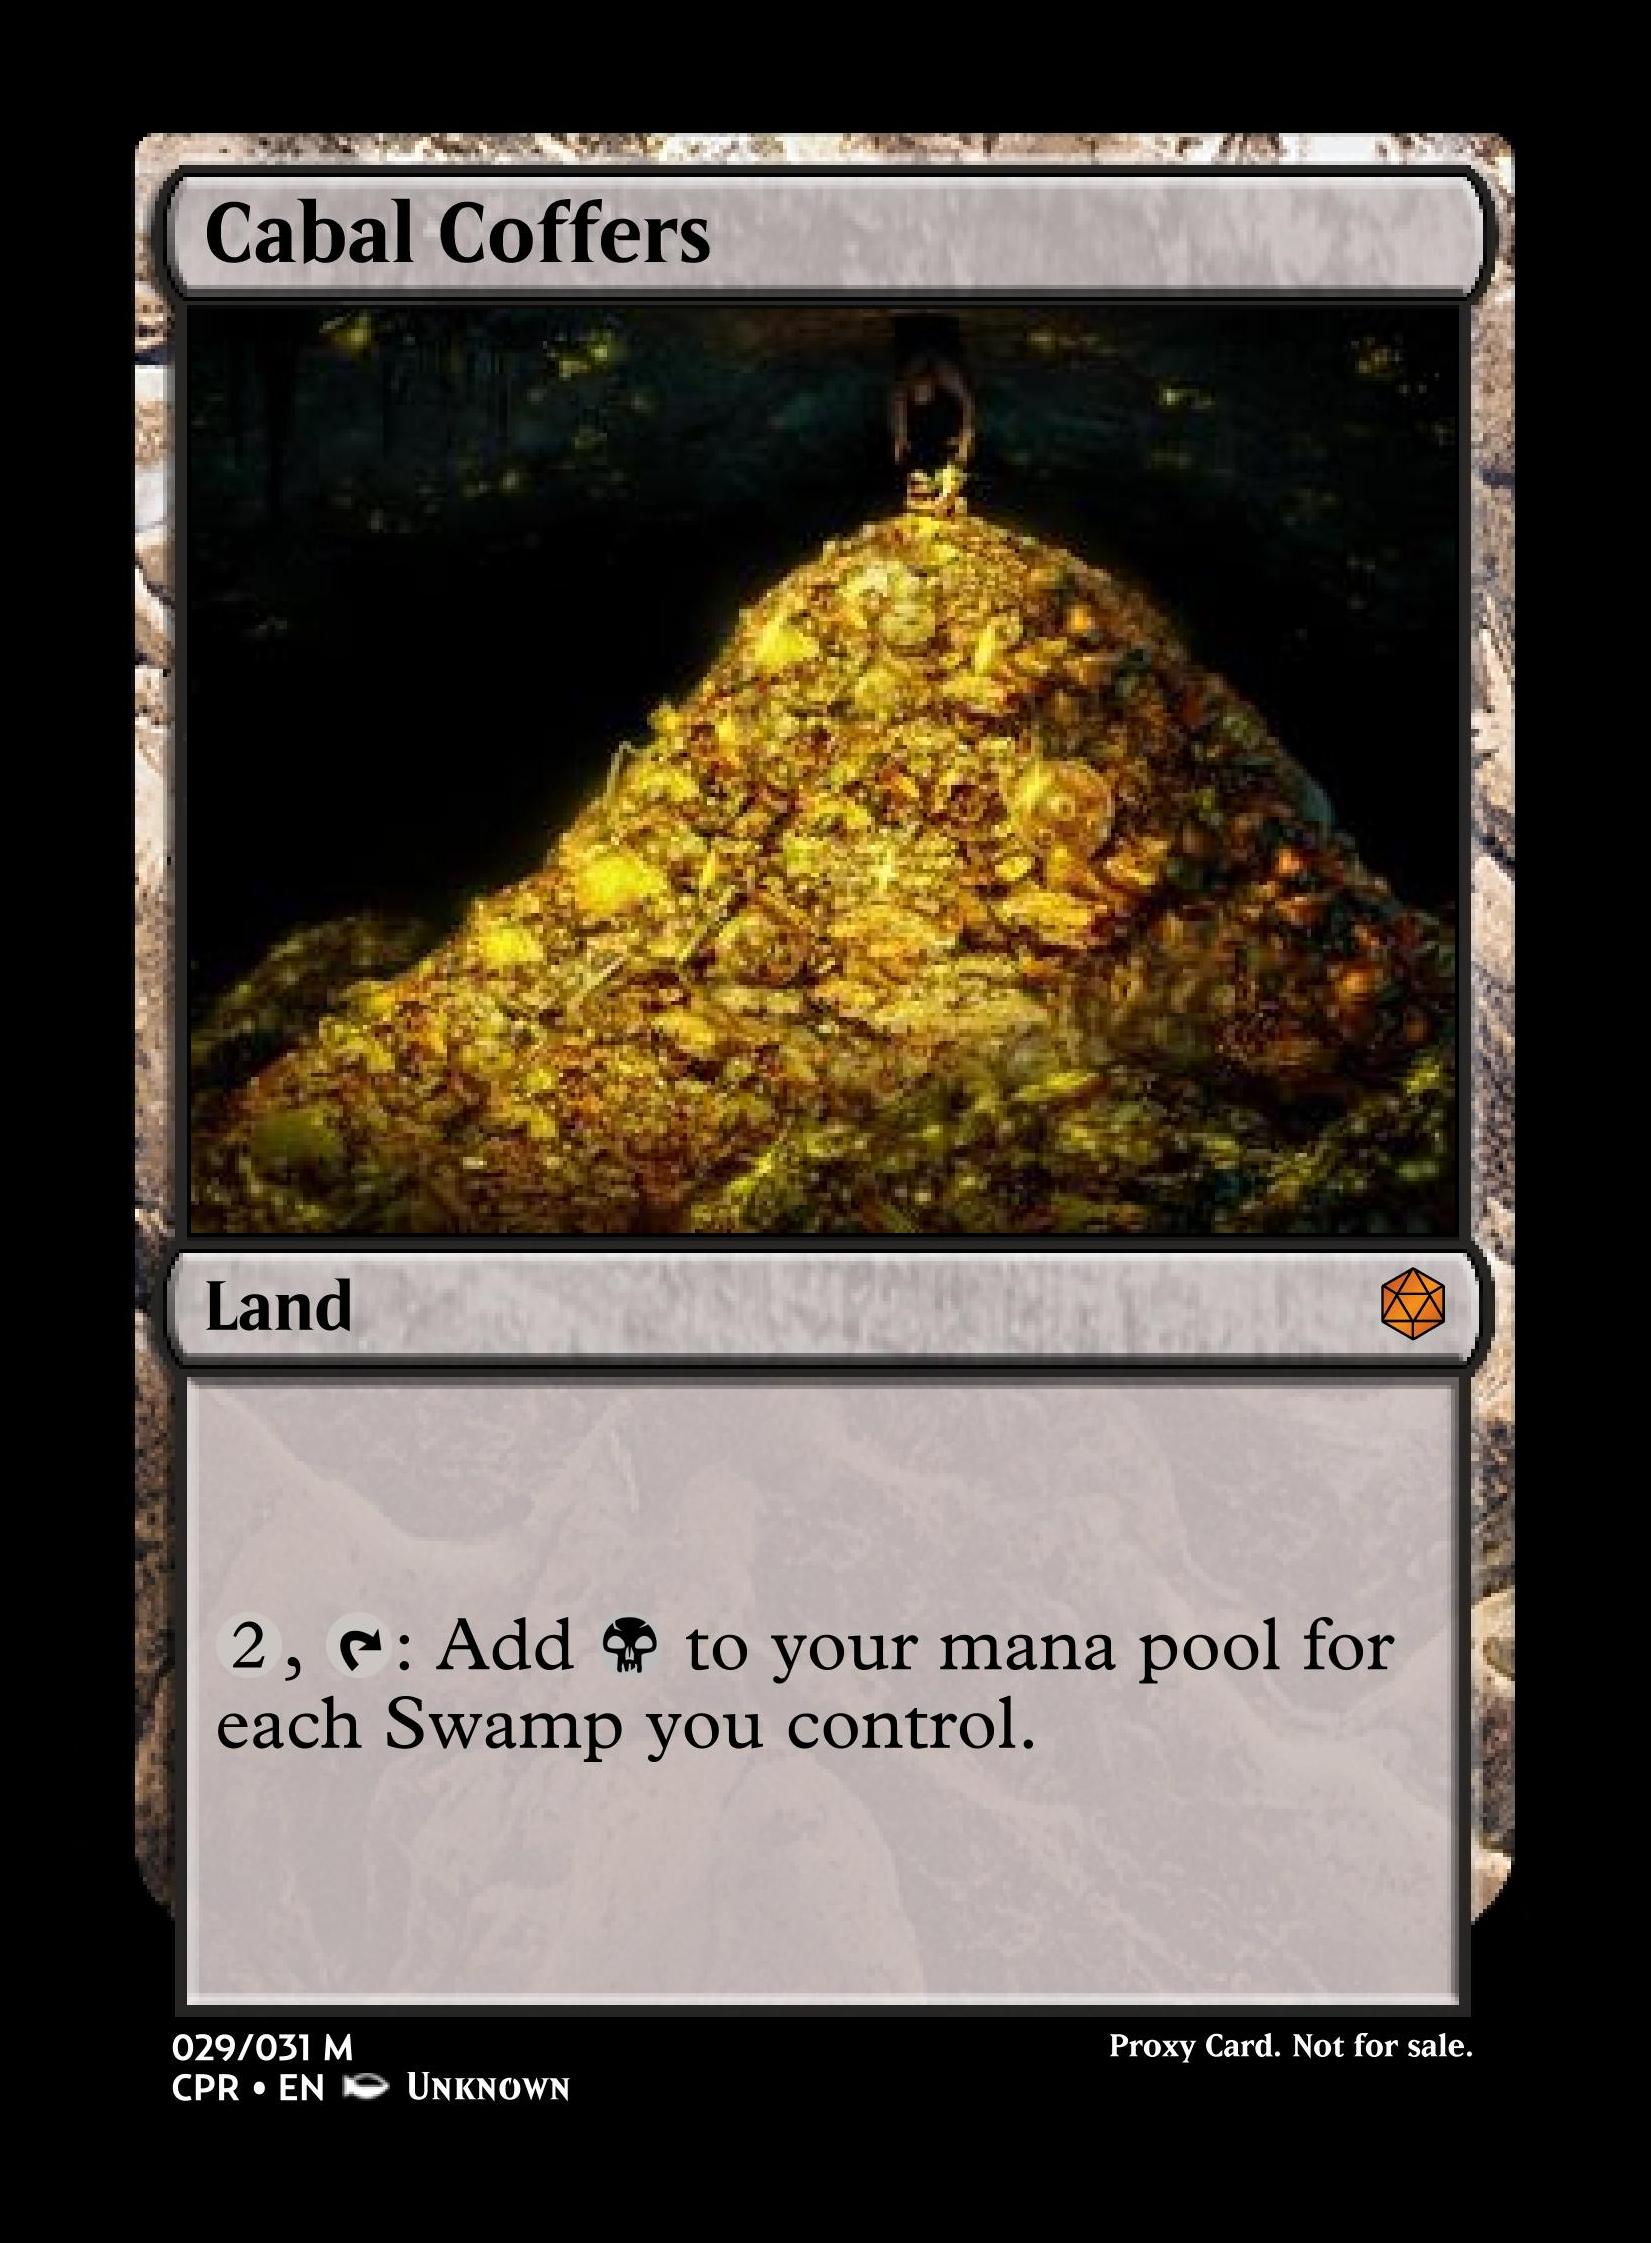 Cabal Coffers
Land
2, : Add to your mana pool for
each Swamp you control.
029/031 M
Proxy Card. Not for sale.
CPR • EN Unknown